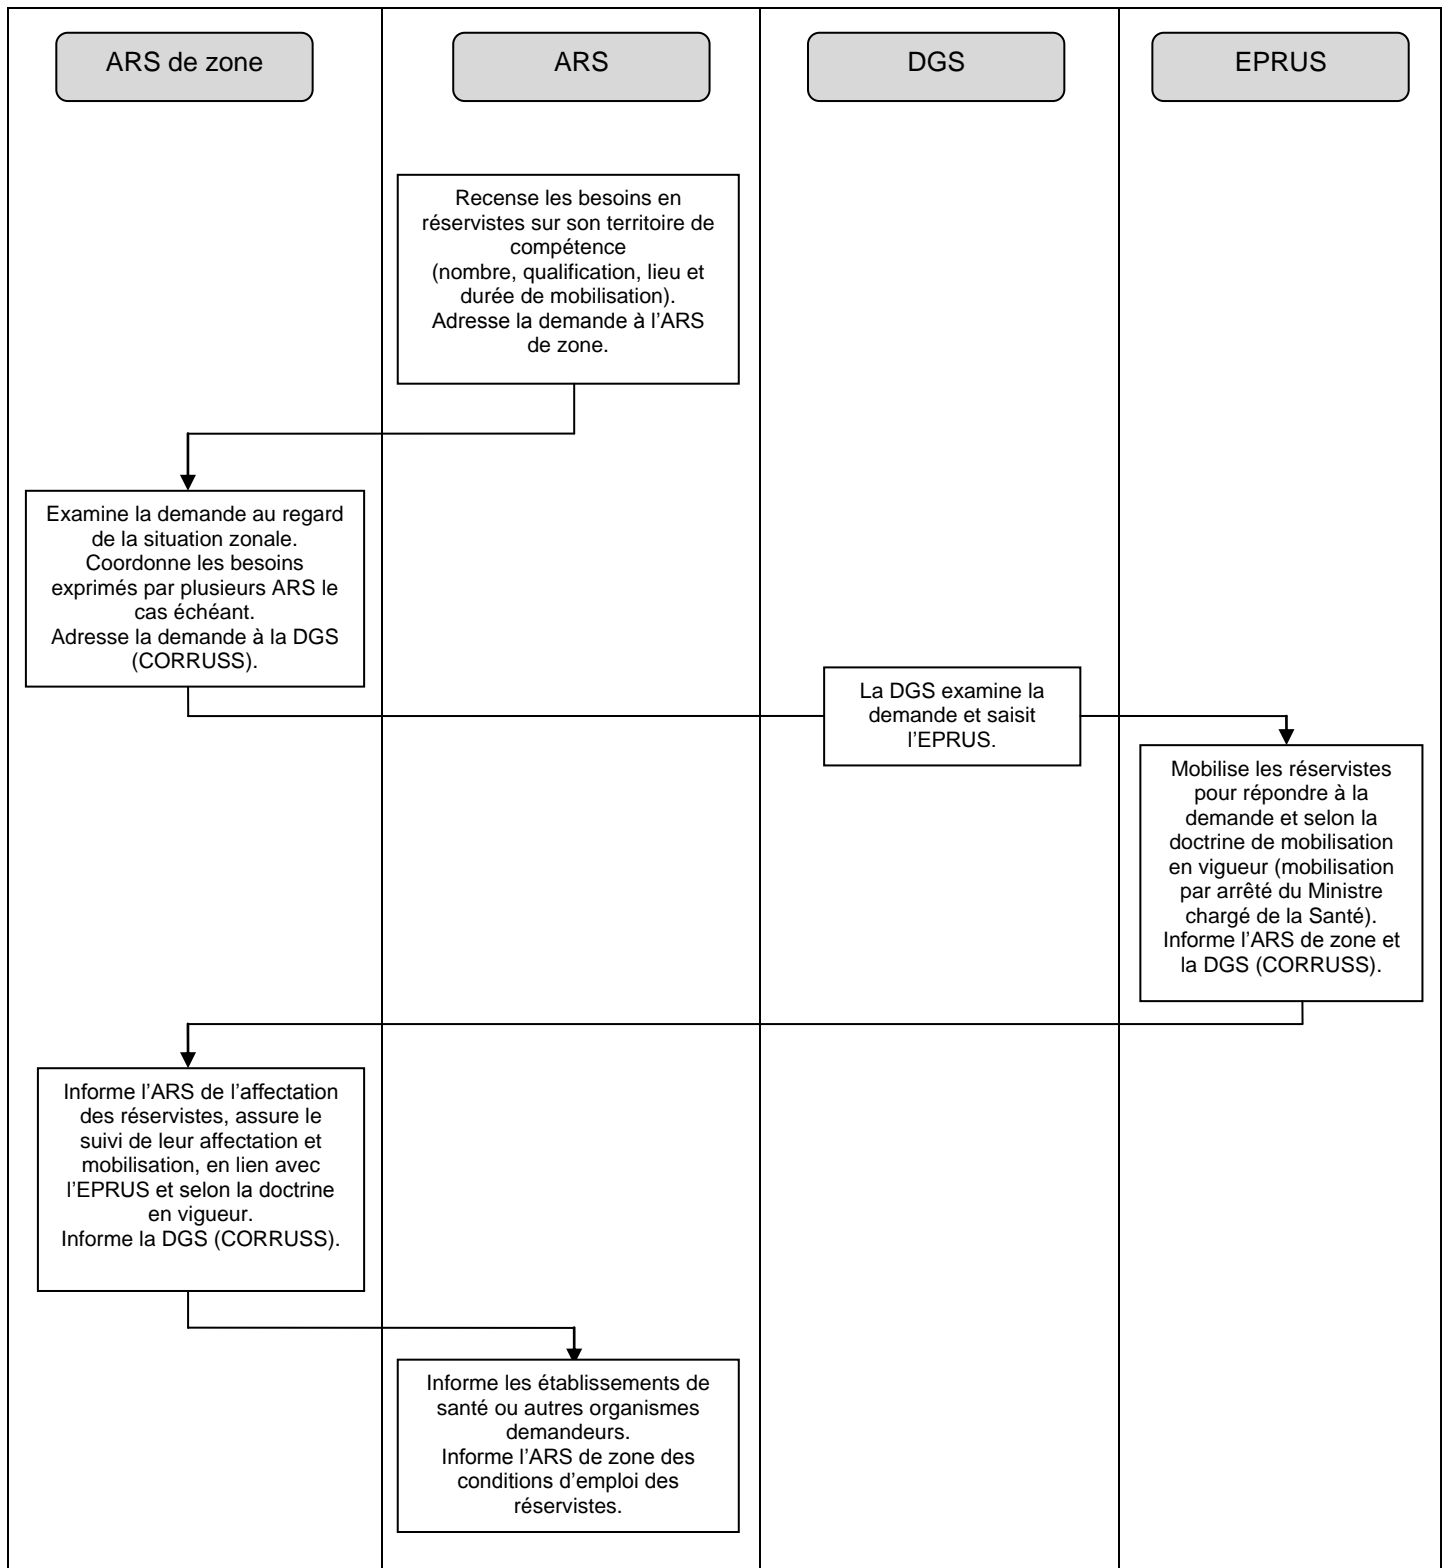 ARS de zone
ARS
DGS
EPRUS
Recense les besoins en
réservistes sur son territoire de
compétence
(nombre, qualification, lieu et
durée de mobilisation).
Adresse la demande à l’ARS
de zone.
Examine la demande au regard
de la situation zonale.
Coordonne les besoins
exprimés par plusieurs ARS le
cas échéant.
Adresse la demande à la DGS
(CORRUSS).
La DGS examine la
demande et saisit
l’EPRUS.
Mobilise les réservistes
pour répondre à la
demande et selon la
doctrine de mobilisation
en vigueur (mobilisation
par arrêté du Ministre
chargé de la Santé).
Informe l’ARS de zone et
la DGS (CORRUSS).
Informe l’ARS de l’affectation
des réservistes, assure le
suivi de leur affectation et
mobilisation, en lien avec
l’EPRUS et selon la doctrine
en vigueur.
Informe la DGS (CORRUSS).
Informe les établissements de
santé ou autres organismes
demandeurs.
Informe l’ARS de zone des
conditions d’emploi des
réservistes.